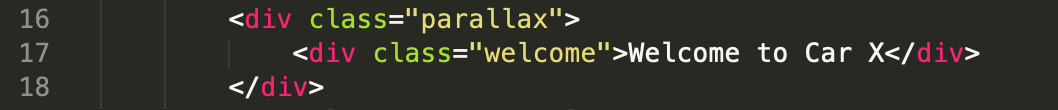 16 <div class="parallax">
17 <div class="welcome">Welcome to Car X</div>
18 </div>